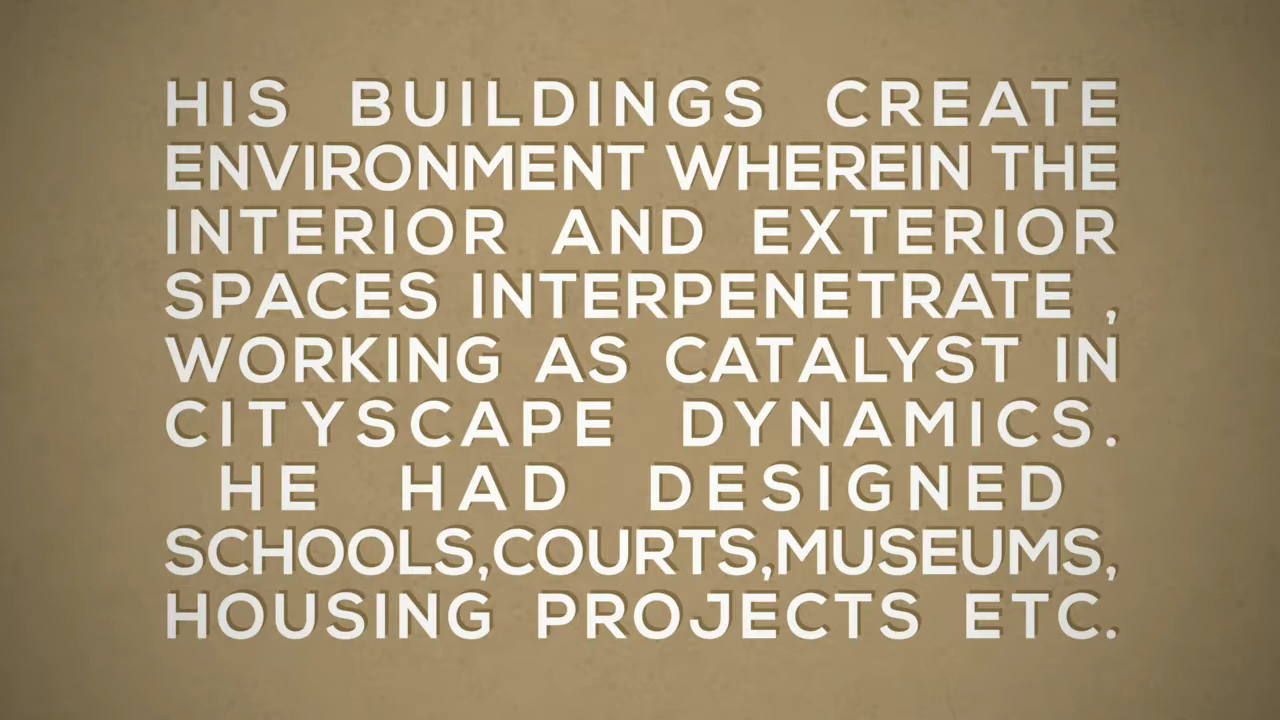 HIS BUILDINGS CREATE
ENVIRONMENT WHEREIN THE
INTERIOR AND EXTERIOR
SPACES INTERPENETRATE ,
WORKING AS CATALYST IN
CITYSCAPE DYNAMICS.
HE HAD DESIGNED
SCHOOLS,COURTS,MUSEUMS,
HOUSING PROJECTS ETC.